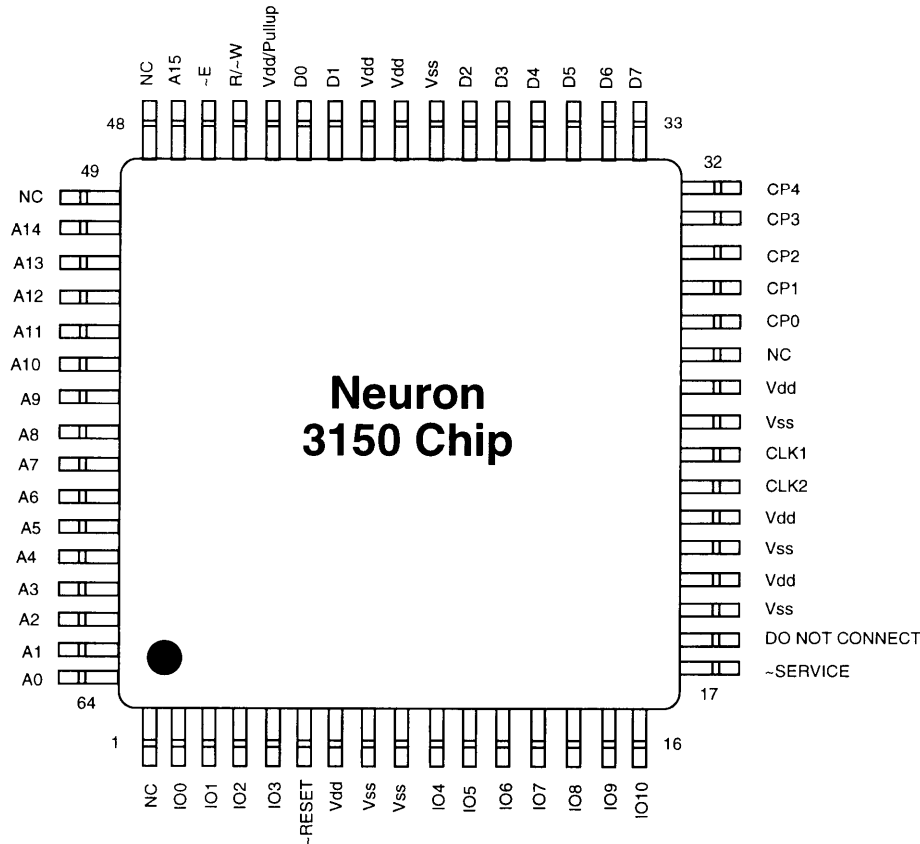 NC
A15
~E
R/~W
Vdd/Pullup
D0
D1
Vdd
Vdd
Vss
D2
D3
D4
D5
D6
D7
48
33
49
32
NC
A14
A13
A12
A11
A10
A9
A8
A7
A6
A5
A4
A3
A2
A1
A0
Neuron
3150 Chip
CP4
CP3
CP2
CP1
CP0
NC
Vdd
Vss
CLK1
CLK2
Vdd
Vss
Vdd
Vss
DO NOT CONNECT
~SERVICE
64
17
1
16
NC
IO0
IO1
IO2
IO3
~RESET
Vdd
Vss
Vss
IO4
IO5
IO6
IO7
IO8
IO9
IO10